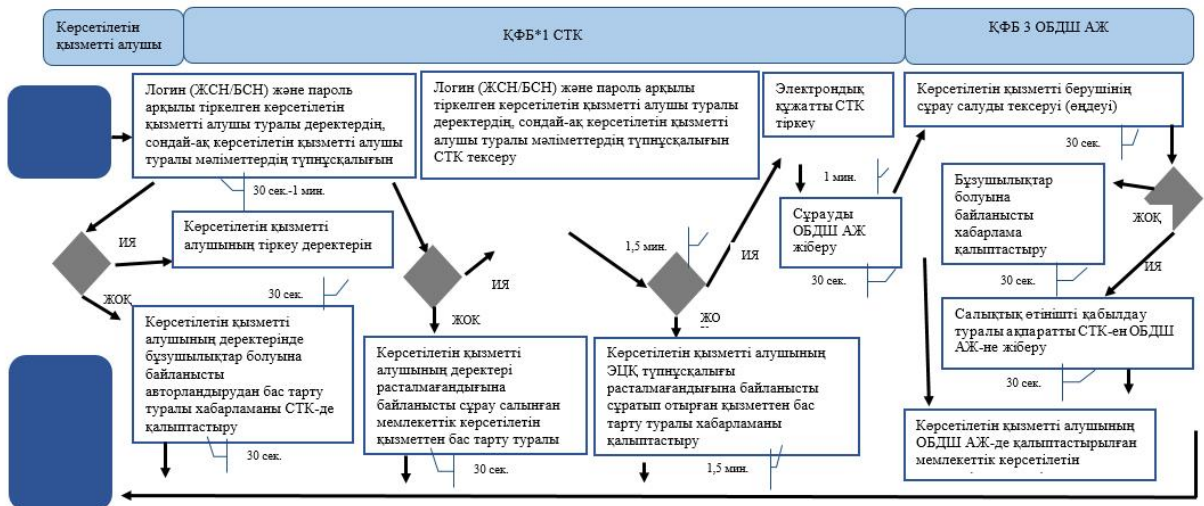 Көрсетілетін
қызметті алушы
ҚФБ*1 СТК
ҚФБ 3 ОБДШ АЖ
Логин (ЖСН/БСН) және пароль
арқылы тіркелген көрсетілетін
қызметті алушы туралы деректердің,
сондай-ақ көрсетілетін қызметті алушы
туралы мәліметтердің түпнұсқалығын
30 сек.-1 мин.
Логин (ЖСН/БСН) және пароль арқылы
тіркелген көрсетілетін қызметті алушы туралы
деректердің, сондай-ақ көрсетілетін қызметті
алушы туралы мәліметтердің түпнұсқалығын
СТК тексеру
Электрондық
құжатты СТК
тіркеу
1 мин.
Көрсетілетін қызметті берушінің
сұрау салуды тексеруі (өңдеуі)
30 сек.
Көрсетілетін қызметті
алушының тіркеу деректерін
30 сек.
ИЯ
ЖОҚ
ИЯ
ЖОҚ
1,5 мин.
ИЯ
ЖО
Сұрауды
ОБДШ АЖ
жіберу
30 сек.
Бұзушылықтар
болуына
байланысты
хабарлама
қалыптастыру
ЖОҚ
ИЯ
Көрсетілетін қызметті
алушының деректерінде
бұзушылықтар болуына
байланысты
авторландырудан бас тарту
туралы хабарламаны СТК-де
қалыптастыру
30 сек.
Көрсетілетін қызметті
алушының деректері
расталмағандығына
байланысты сұрау салынған
мемлекеттік көрсетілетін
қызметтен бас тарту туралы
30 сек.
Көрсетілетін қызметті алушының
ЭЦҚ түпнұсқалығы
расталмағандығына байланысты
сұратып отырған қызметтен бас
тарту туралы хабарламаны
қалыптастыру
1,5 мин.
Салықтық өтінішті қабылдау
туралы ақпаратты СТК-ен ОБДШ
АЖ-не жіберу
30 сек.
Көрсетілетін қызметті алушының
ОБДШ АЖ-де қалыптастырылған
мемлекеттік көрсетілетін